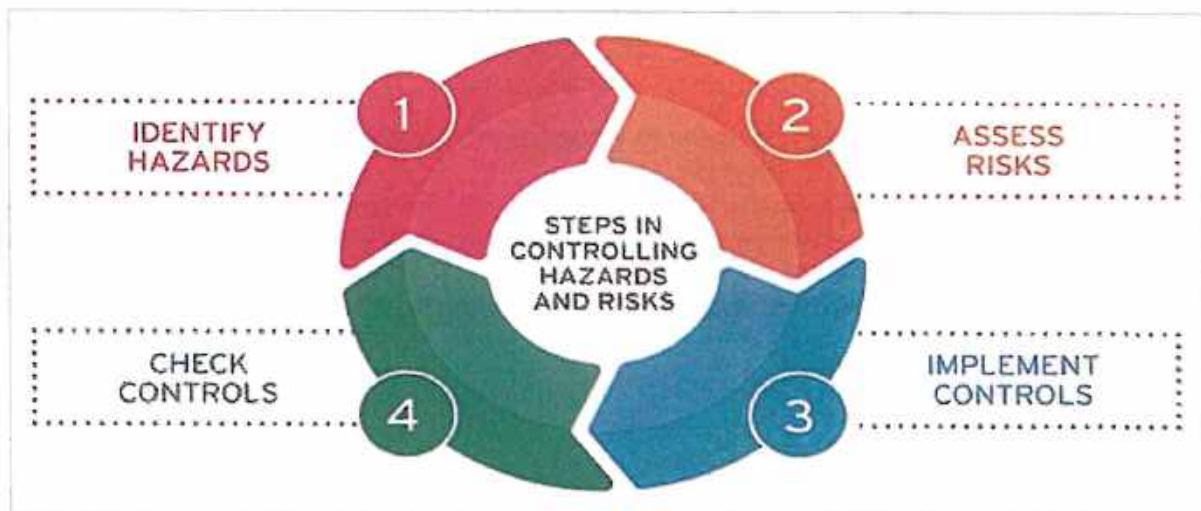 STEPS IN
CONTROLLING
HAZARDS
AND RISKS
1
IDENTIFY
HAZARDS
2
ASSESS
RISKS
3
IMPLEMENT
CONTROLS
4
CHECK
CONTROLS